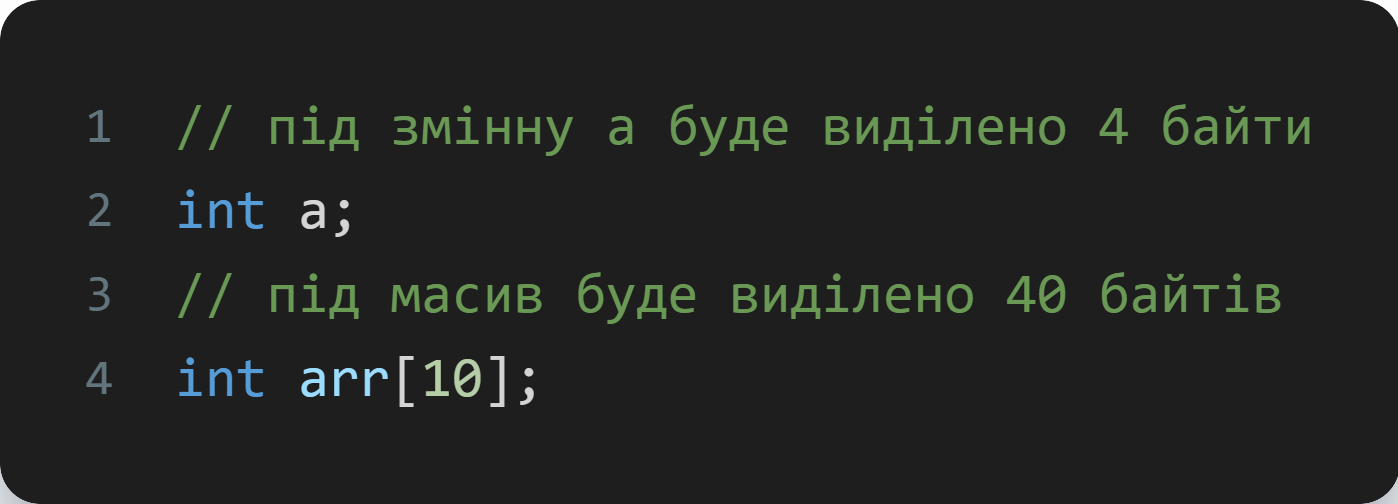 1 // під змінну a буде виділено 4 байти
2 int a;
3 // під масив буде виділено 40 байтів
4 int arr[10];